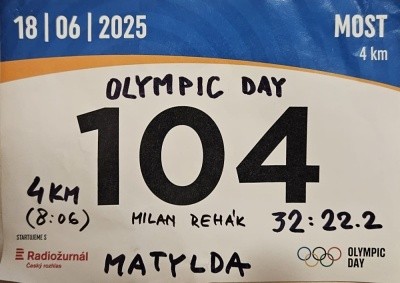 18 | 06 | 2025
MOST
4 km
OLYMPIC DAY
104
4KM
(8:06)
MILAN REHÁK
32:22.2
STARTUJEME S
Radiožurnál
Český rozhlas
MATYLDA
OLYMPIC
DAY